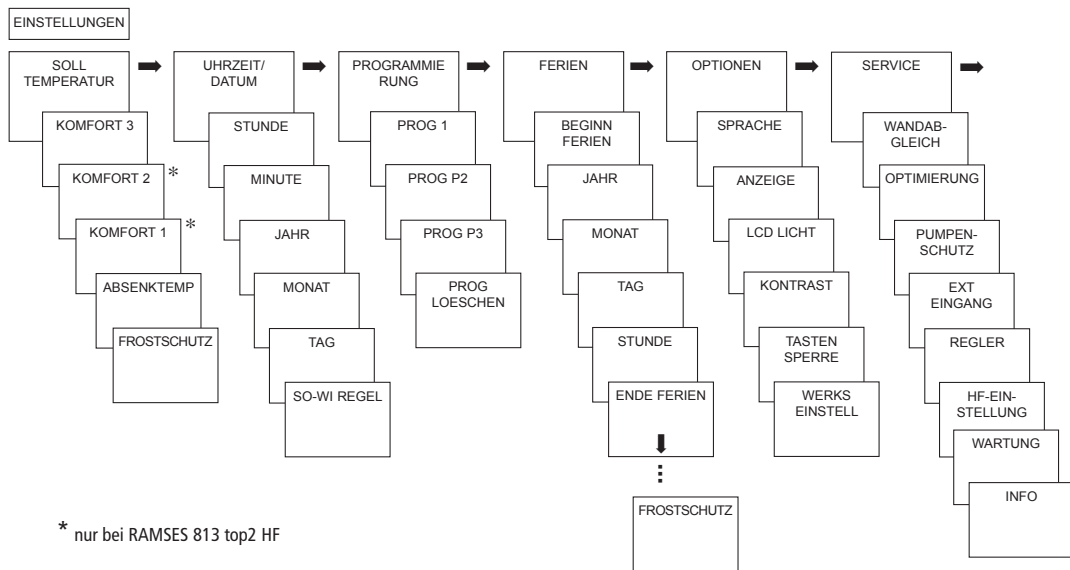 EINSTELLUNGEN
SOLL
TEMPERATUR
KOMFORT 3
KOMFORT 2
*
KOMFORT 1
*
ABSENKTEMP
FROSTSCHUTZ
UHRZEIT/
DATUM
STUNDE
MINUTE
JAHR
MONAT
TAG
SO-WI REGEL
PROGRAMMIE
RUNG
PROG 1
PROG P2
PROG P3
PROG
LOESCHEN
FERIEN
BEGINN
FERIEN
JAHR
MONAT
TAG
STUNDE
ENDE FERIEN
FROSTSCHUTZ
OPTIONEN
SPRACHE
ANZEIGE
LCD LICHT
KONTRAST
TASTEN
SPERRE
WERKS
EINSTELL
SERVICE
WANDAB-
GLEICH
OPTIMIERUNG
PUMPEN-
SCHUTZ
EXT
EINGANG
REGLER
HF-EIN-
STELLUNG
WARTUNG
INFO
* nur bei RAMSES 813 top2 HF